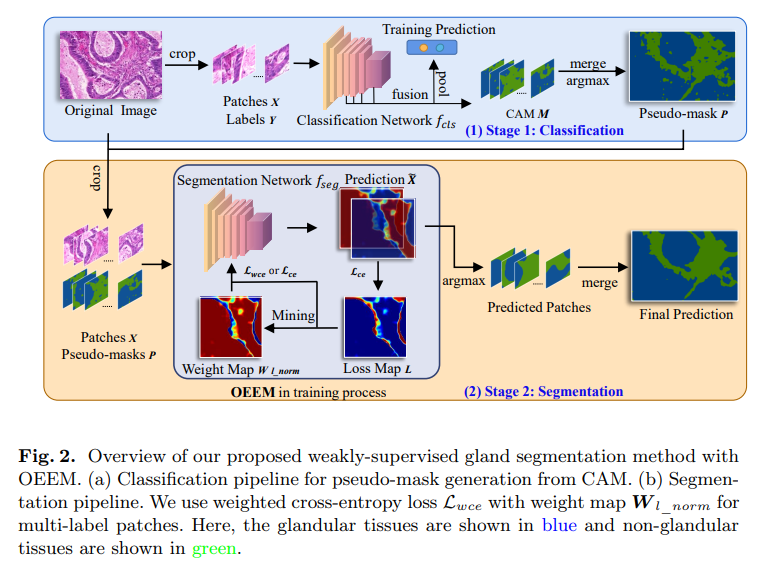 Training Prediction
crop
Original Image
Patches X
Labels Y
fusion
pool
Classification Network f_cls
CAM M
merge
argmax
Pseudo-mask P
(1) Stage 1: Classification
crop
Segmentation Network f_seg
Prediction X̃
L_wce or L_ce
L_ce
Mining
Weight Map W_l_norm
Loss Map L
OEEM in training process
Patches X
Pseudo-masks P
argmax
Predicted Patches
merge
Final Prediction
(2) Stage 2: Segmentation
Fig. 2. Overview of our proposed weakly-supervised gland segmentation method with
OEEM. (a) Classification pipeline for pseudo-mask generation from CAM. (b) Segmen-
tation pipeline. We use weighted cross-entropy loss ℒ_wce with weight map W_l_norm for
multi-label patches. Here, the glandular tissues are shown in blue and non-glandular
tissues are shown in green.